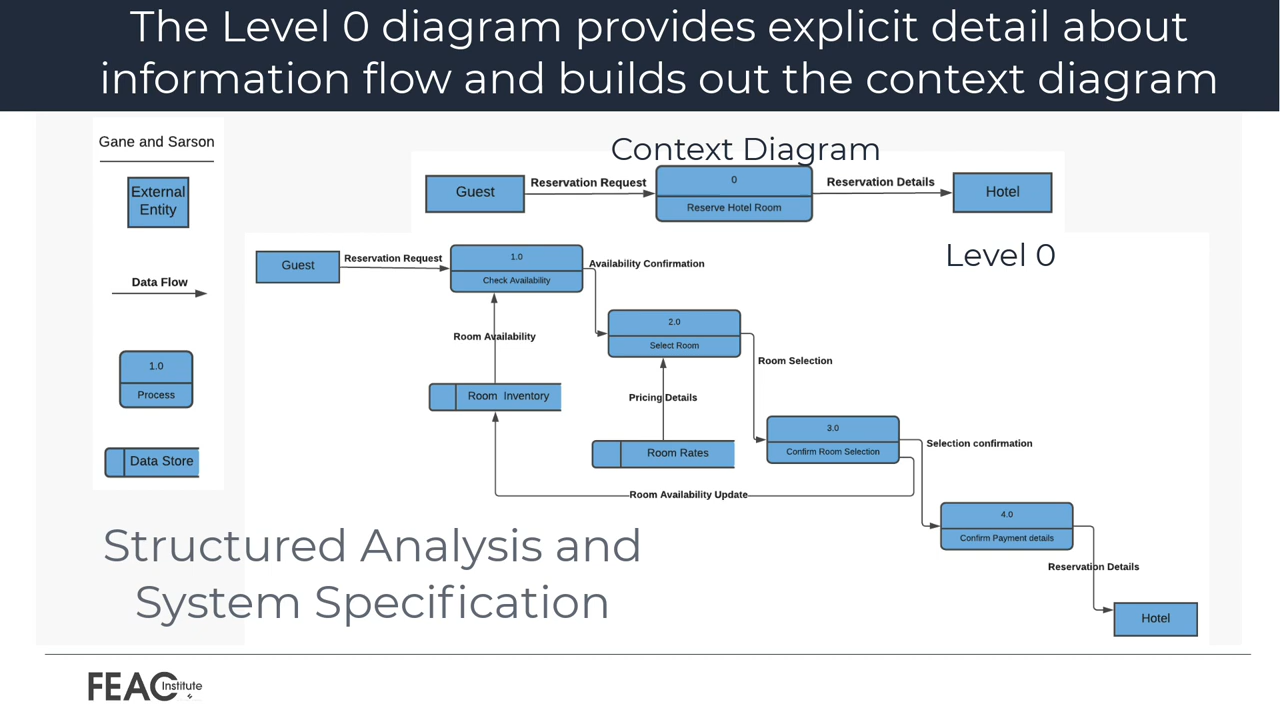 The Level 0 diagram provides explicit detail about
information flow and builds out the context diagram
Gane and Sarson
External
Entity
Data Flow
1.0
Process
Data Store
Context Diagram
Guest
Reservation Request
0
Reserve Hotel Room
Reservation Details
Hotel
Level 0
Guest
Reservation Request
1.0
Check Availability
Availability Confirmation
2.0
Select Room
Room Availability
Room Selection
Room Inventory
Pricing Details
3.0
Confirm Room Selection
Selection confirmation
Room Rates
Room Availability Update
4.0
Confirm Payment details
Reservation Details
Hotel
Structured Analysis and
System Specification
FEAC Institute